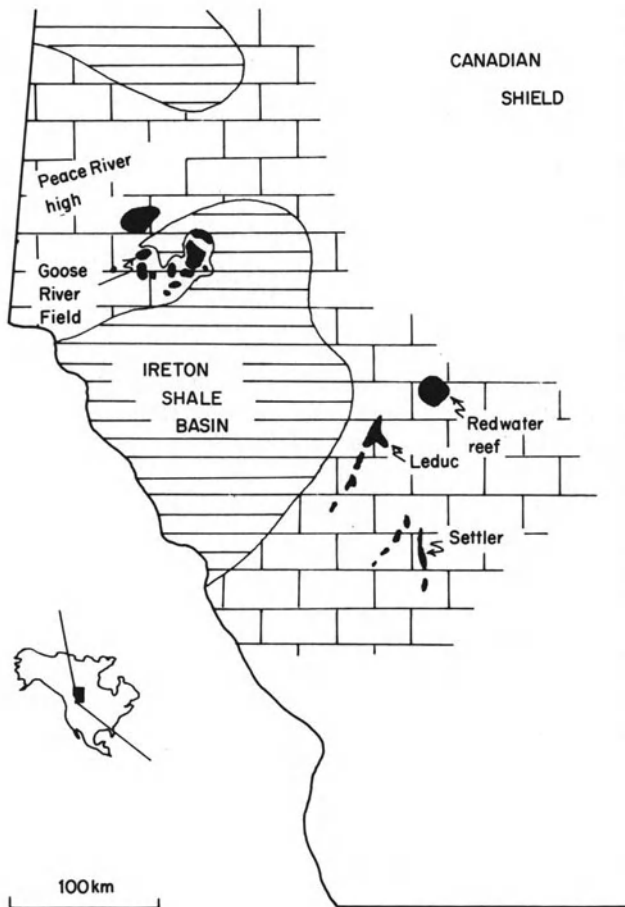 CANADIAN
SHIELD
Peace River
high
Goose
River
Field
IRETON
SHALE
BASIN
Redwater
reef
Leduc
Settler
100km